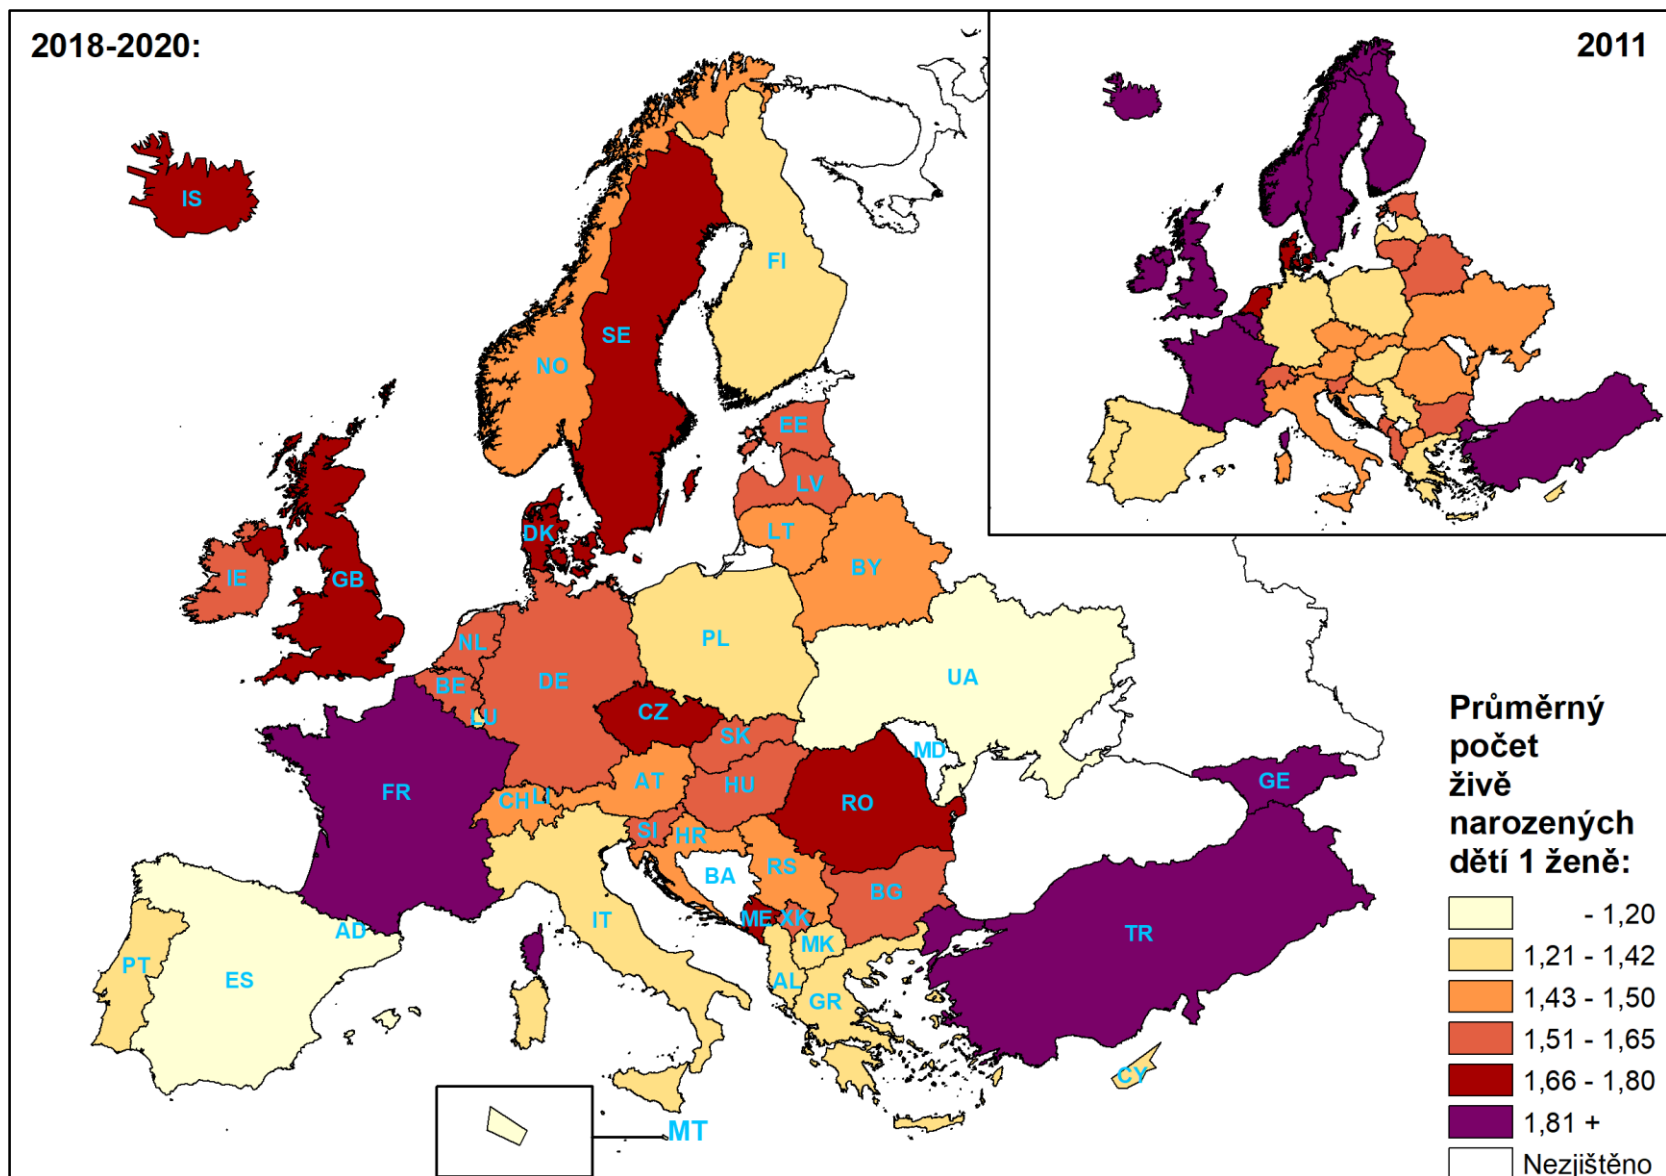 2018-2020:
2011
IS
FI
SE
NO
EE
LV
LT
DK
BY
IE
GB
NL
PL
BE
DE
UA
LU
CZ
SK
MD
FR
AT
HU
CH
LI
RO
GE
SI
HR
RS
BA
BG
IT
ME
XK
AD
TR
PT
MK
ES
AL
GR
CY
MT
Průměrný
počet
živě
narozených
dětí 1 ženě:
- 1,20
1,21 - 1,42
1,43 - 1,50
1,51 - 1,65
1,66 - 1,80
1,81 +
Nezjištěno